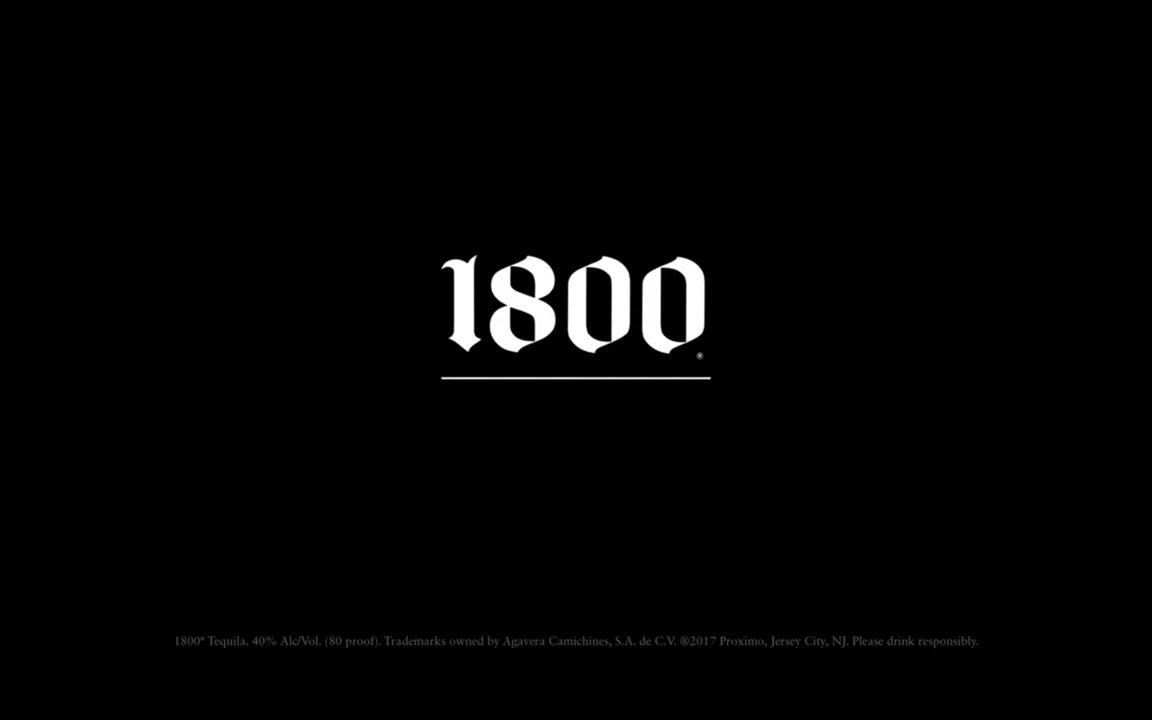 1800®
1800® Tequila. 40% Alc/Vol. (80 proof). Trademarks owned by Agavera Camichines, S.A. de C.V. ®2017 Proximo, Jersey City, NJ. Please drink responsibly.